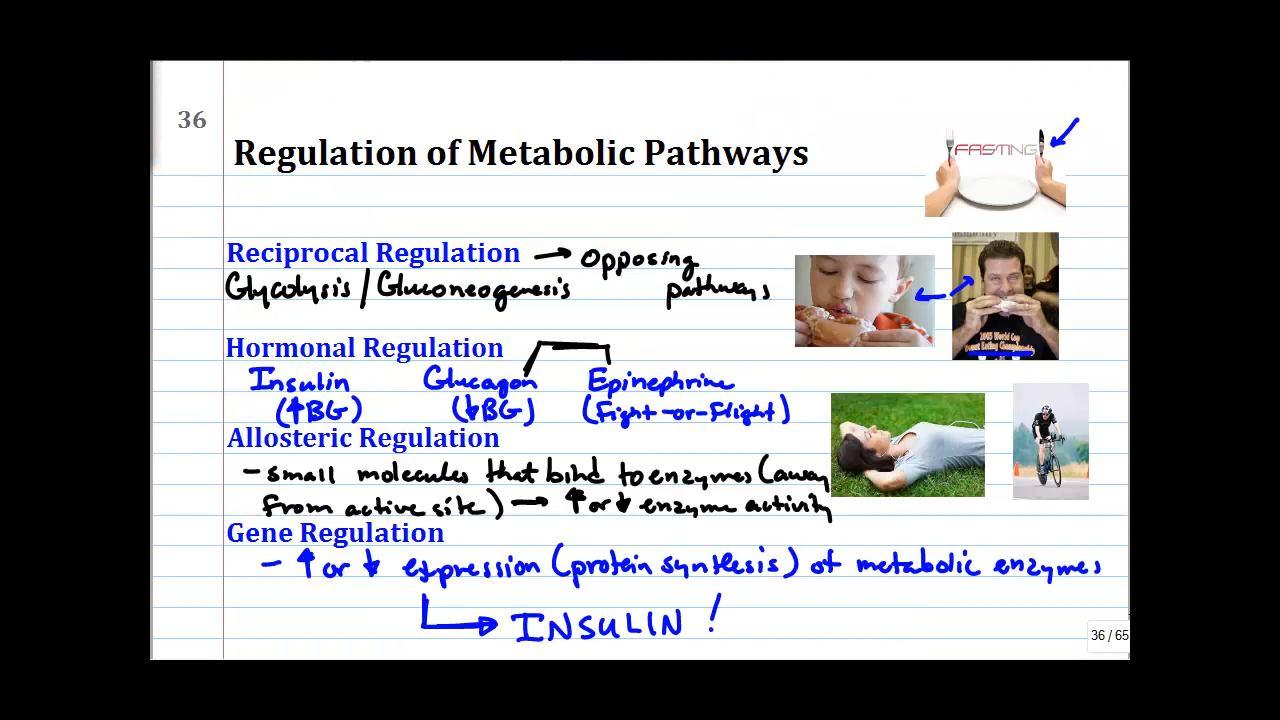 36
Regulation of Metabolic Pathways
FASTING
Reciprocal Regulation → opposing
Glycolysis / Gluconeogenesis pathways
Hormonal Regulation
Insulin Glucagon Epinephrine
(↑BG) (↓BG) (Fight-or-Flight)
Allosteric Regulation
- small molecules that bind to enzymes (away
from active site) → ↑ or ↓ enzyme activity
Gene Regulation
- ↑ or ↓ expression (protein synthesis) of metabolic enzymes
→ INSULIN!
36 / 65